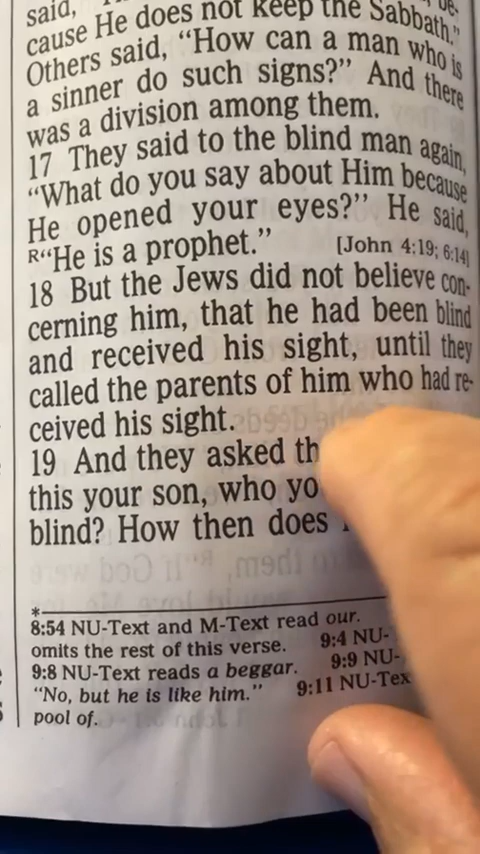 said,
cause He does not keep the Sabbath."
Others said, "How can a man who is
a sinner do such signs?" And there
was a division among them.
17 They said to the blind man again,
"What do you say about Him because
He opened your eyes?" He said,
R"He is a prophet." [John 4:19; 6:14]
18 But the Jews did not believe con-
cerning him, that he had been blind
and received his sight, until they
called the parents of him who had re-
ceived his sight.
19 And they asked th
this your son, who yo
blind? How then does
*
8:54 NU-Text and M-Text read our.
omits the rest of this verse. 9:4 NU-
9:8 NU-Text reads a beggar. 9:9 NU-
"No, but he is like him." 9:11 NU-Tex
pool of.